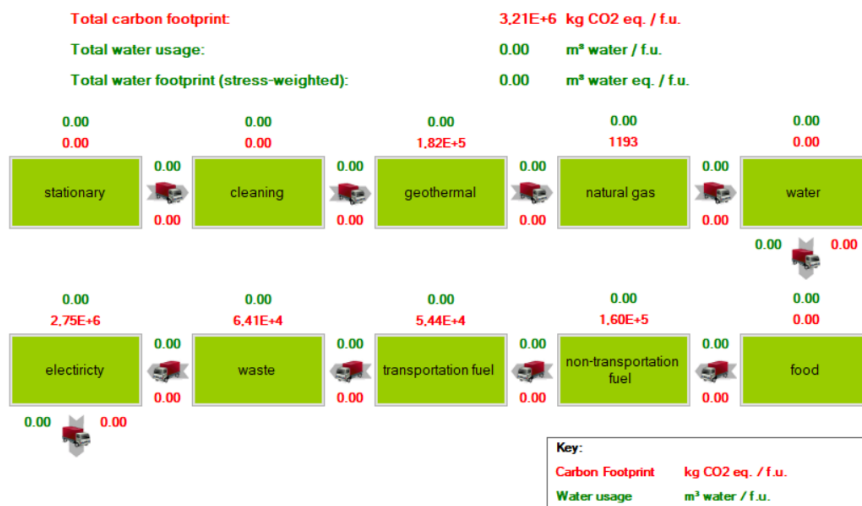 Total carbon footprint: 3,21E+6 kg CO2 eq. / f.u.
Total water usage: 0.00 m³ water / f.u.
Total water footprint (stress-weighted): 0.00 m³ water eq. / f.u.
0.00 0.00 0.00 0.00 0.00
0.00 0.00 1,82E+5 1193 0.00
0.00 0.00 0.00 0.00
stationary cleaning geothermal natural gas water
0.00 0.00 0.00 0.00
0.00 0.00
0.00 0.00 0.00 0.00 0.00
2,75E+6 6,41E+4 5,44E+4 1,60E+5 0.00
0.00 0.00 0.00 0.00
electiricty waste transportation fuel non-transportation fuel food
0.00 0.00 0.00 0.00
0.00 0.00
Key:
Carbon Footprint kg CO2 eq. / f.u.
Water usage m³ water / f.u.